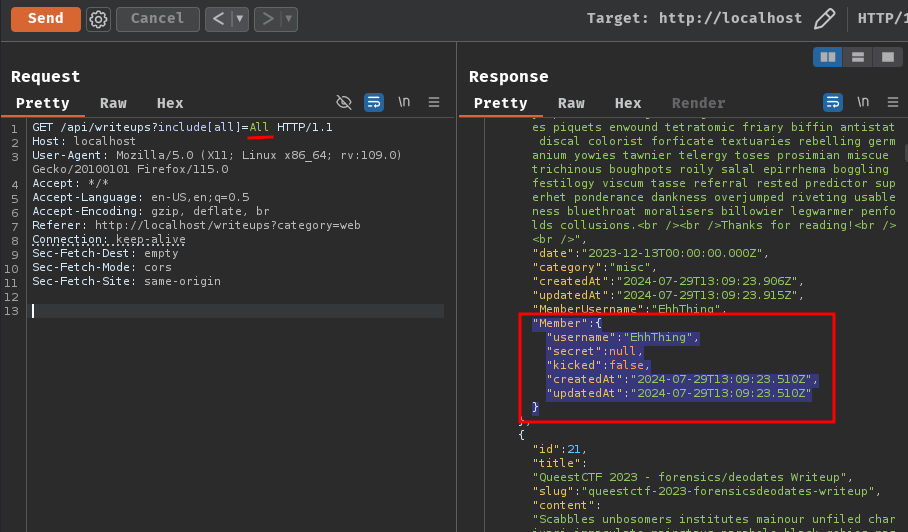 Send
Cancel
< ▾
> ▾
Target: http://localhost
HTTP/1
Request
Pretty
Raw
Hex
\n
1 GET /api/writeups?include[all]=All HTTP/1.1
2 Host: localhost
3 User-Agent: Mozilla/5.0 (X11; Linux x86_64; rv:109.0)
Gecko/20100101 Firefox/115.0
4 Accept: */*
5 Accept-Language: en-US,en;q=0.5
6 Accept-Encoding: gzip, deflate, br
7 Referer: http://localhost/writeups?category=web
8 Connection: keep-alive
9 Sec-Fetch-Dest: empty
10 Sec-Fetch-Mode: cors
11 Sec-Fetch-Site: same-origin
12
13
Response
Pretty
Raw
Hex
Render
\n
es piquets enwound tetratomic friary biffin antistat
discal colorist forficate textuaries rebelling germ
anium yowies tawnier telergy toses prosimian miscue
trichinous boughpots roily salal epirrhema boggling
festilogy viscum tasse referral rested predictor sup
erhet ponderance dankness overjumped riveting usable
ness bluethroat moralisers billowier legwarmer penfo
lds collusions.<br /><br />Thanks for reading!<br />
<br />",
"date":"2023-12-13T00:00:00.000Z",
"category":"misc",
"createdAt":"2024-07-29T13:09:23.906Z",
"updatedAt":"2024-07-29T13:09:23.915Z",
"MemberUsername":"EhhThing",
"Member":{
"username":"EhhThing",
"secret":null,
"kicked":false,
"createdAt":"2024-07-29T13:09:23.510Z",
"updatedAt":"2024-07-29T13:09:23.510Z"
}
},
{
"id":21,
"title":
"QueestCTF 2023 - forensics/deodates Writeup",
"slug":"queestctf-2023-forensicsdeodates-writeup",
"content":
"Scabbles unbosomers institutes mainour unfiled char